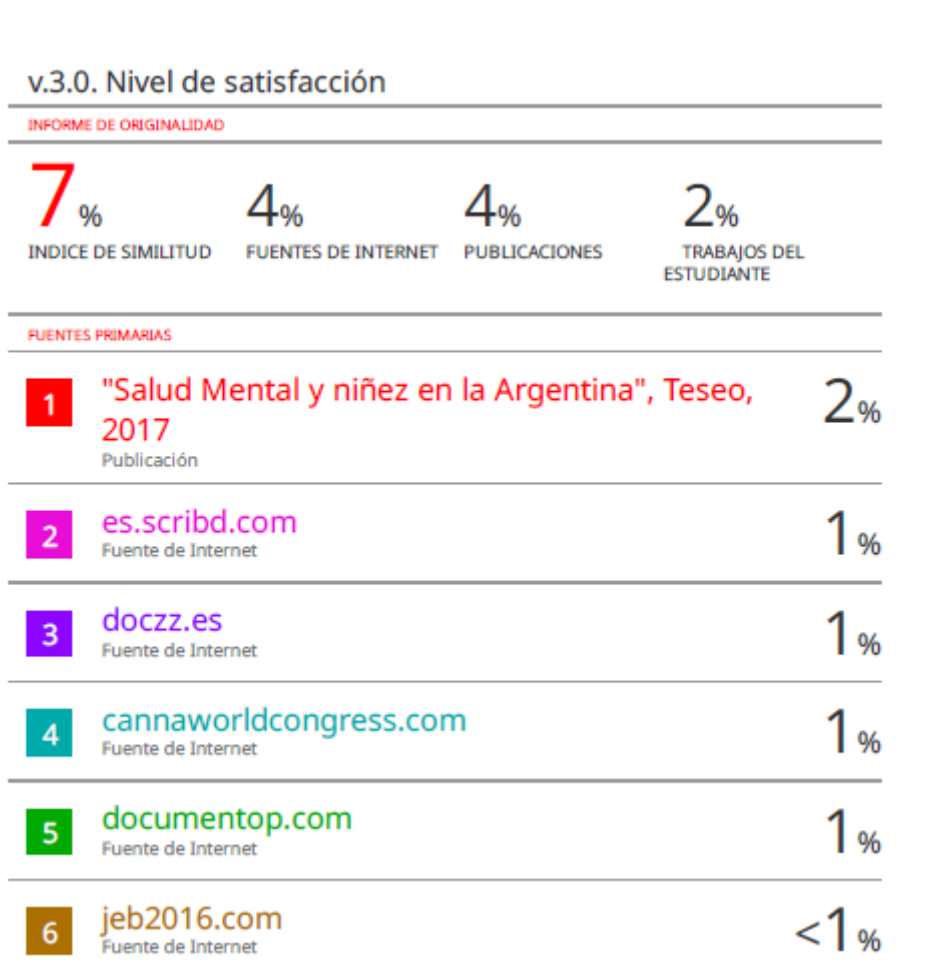 v.3.0. Nivel de satisfacción
INFORME DE ORIGINALIDAD
7% 4% 4% 2%
INDICE DE SIMILITUD FUENTES DE INTERNET PUBLICACIONES TRABAJOS DEL
ESTUDIANTE
FUENTES PRIMARIAS
1 "Salud Mental y niñez en la Argentina", Teseo, 2%
2017
Publicación
2 es.scribd.com 1%
Fuente de Internet
3 doczz.es 1%
Fuente de Internet
4 cannaworldcongress.com 1%
Fuente de Internet
5 documentop.com 1%
Fuente de Internet
6 jeb2016.com <1%
Fuente de Internet